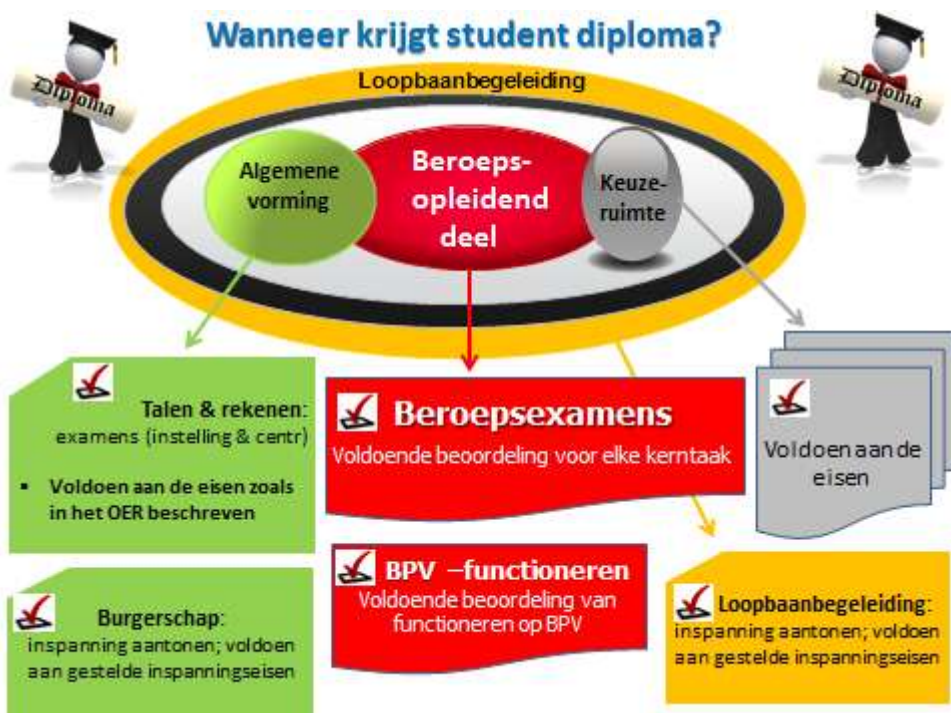 Wanneer krijgt student diploma?
Diploma
Diploma
Loopbaanbegeleiding
Algemene
vorming
Beroeps-
opleidend
deel
Keuze-
ruimte
Talen & rekenen:
examens (instelling & centr)
▪ Voldoen aan de eisen zoals
in het OER beschreven
Beroepsexamens
Voldoende beoordeling voor elke kerntaak
Voldoen aan de
eisen
Burgerschap:
inspanning aantonen; voldoen
aan gestelde inspanningseisen
BPV –functioneren
Voldoende beoordeling van
functioneren op BPV
Loopbaanbegeleiding:
inspanning aantonen; voldoen
aan gestelde inspanningseisen